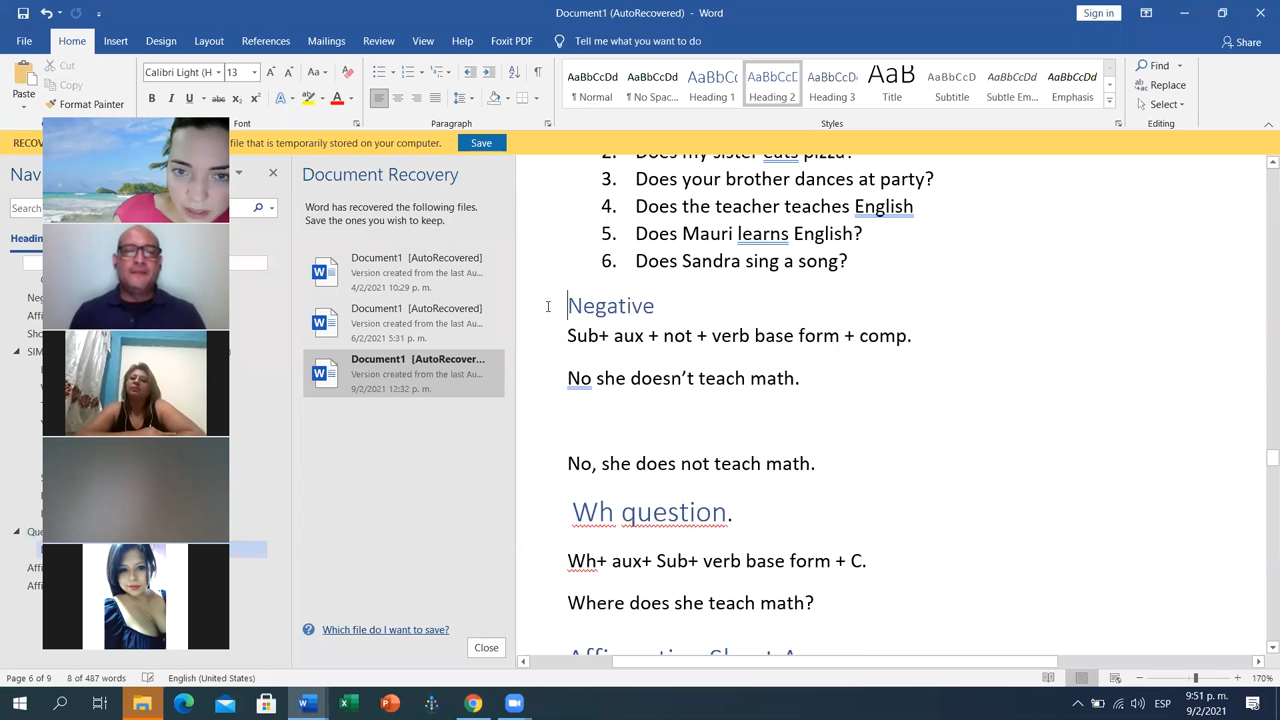 Document1 (AutoRecovered) - Word
Sign in
File Home Insert Design Layout References Mailings Review View Help Foxit PDF Tell me what you want to do Share
Paste
Cut
Copy
Format Painter
Calibri Light (H 13
Paragraph
AaBbCcDd AaBbCcDd AaBbC AaBbCcD AaBbCcD AaB AaBbCcD AaBbCcDd AaBbCcDd
¶ Normal ¶ No Spac... Heading 1 Heading 2 Heading 3 Title Subtitle Subtle Em... Emphasis
Styles
Find
Replace
Select
Editing
file that is temporarily stored on your computer. Save
Document Recovery
Word has recovered the following files.
Save the ones you wish to keep.
Document1 [AutoRecovered]
Version created from the last Au...
4/2/2021 10:29 p. m.
Document1 [AutoRecovered]
Version created from the last Au...
6/2/2021 5:31 p. m.
Document1 [AutoRecover...
Version created from the last Au...
9/2/2021 12:32 p. m.
Which file do I want to save?
Close
2. Does my sister eats pizza?
3. Does your brother dances at party?
4. Does the teacher teaches English
5. Does Mauri learns English?
6. Does Sandra sing a song?
Negative
Sub+ aux + not + verb base form + comp.
No she doesn't teach math.
No, she does not teach math.
Wh question.
Wh+ aux+ Sub+ verb base form + C.
Where does she teach math?
Page 6 of 9 8 of 487 words English (United States) 170%
ESP 9:51 p. m.
9/2/2021